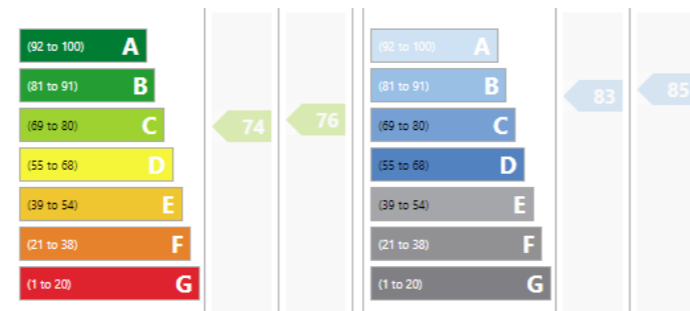 (92 to 100) A
(81 to 91) B
(69 to 80) C
(55 to 68) D
(39 to 54) E
(21 to 38) F
(1 to 20) G
74
76
(92 to 100) A
(81 to 91) B
(69 to 80) C
(55 to 68) D
(39 to 54) E
(21 to 38) F
(1 to 20) G
83
85